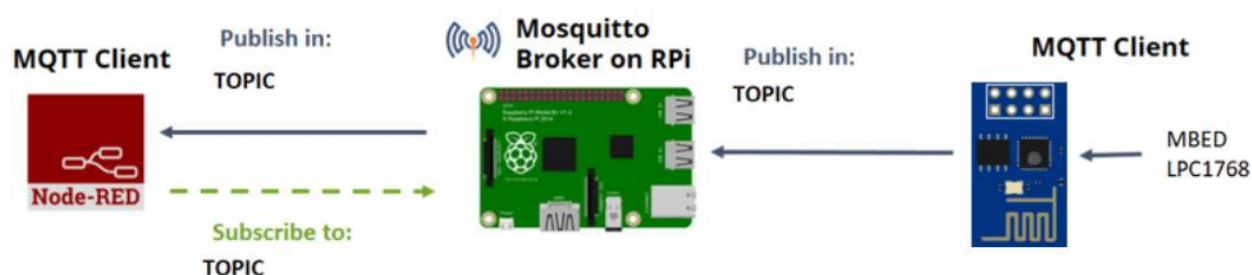 MQTT Client
Publish in:
TOPIC
Node-RED
Subscribe to:
TOPIC
Mosquitto
Broker on RPi
Publish in:
TOPIC
MQTT Client
MBED
LPC1768